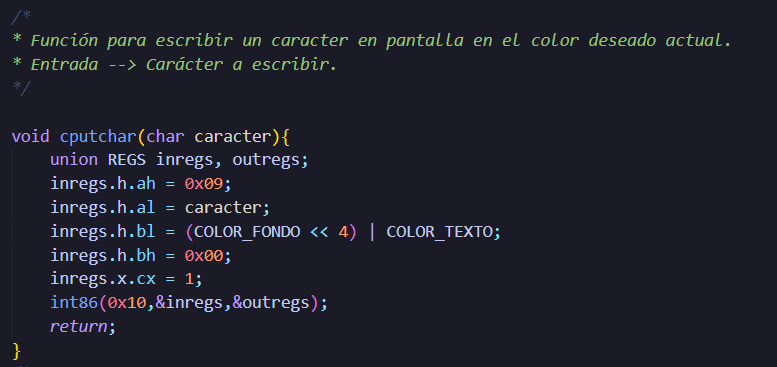 /*
* Función para escribir un caracter en pantalla en el color deseado actual.
* Entrada --> Carácter a escribir.
*/
void cputchar(char caracter){
union REGS inregs, outregs;
inregs.h.ah = 0x09;
inregs.h.al = caracter;
inregs.h.bl = (COLOR_FONDO << 4) | COLOR_TEXTO;
inregs.h.bh = 0x00;
inregs.x.cx = 1;
int86(0x10,&inregs,&outregs);
return;
}